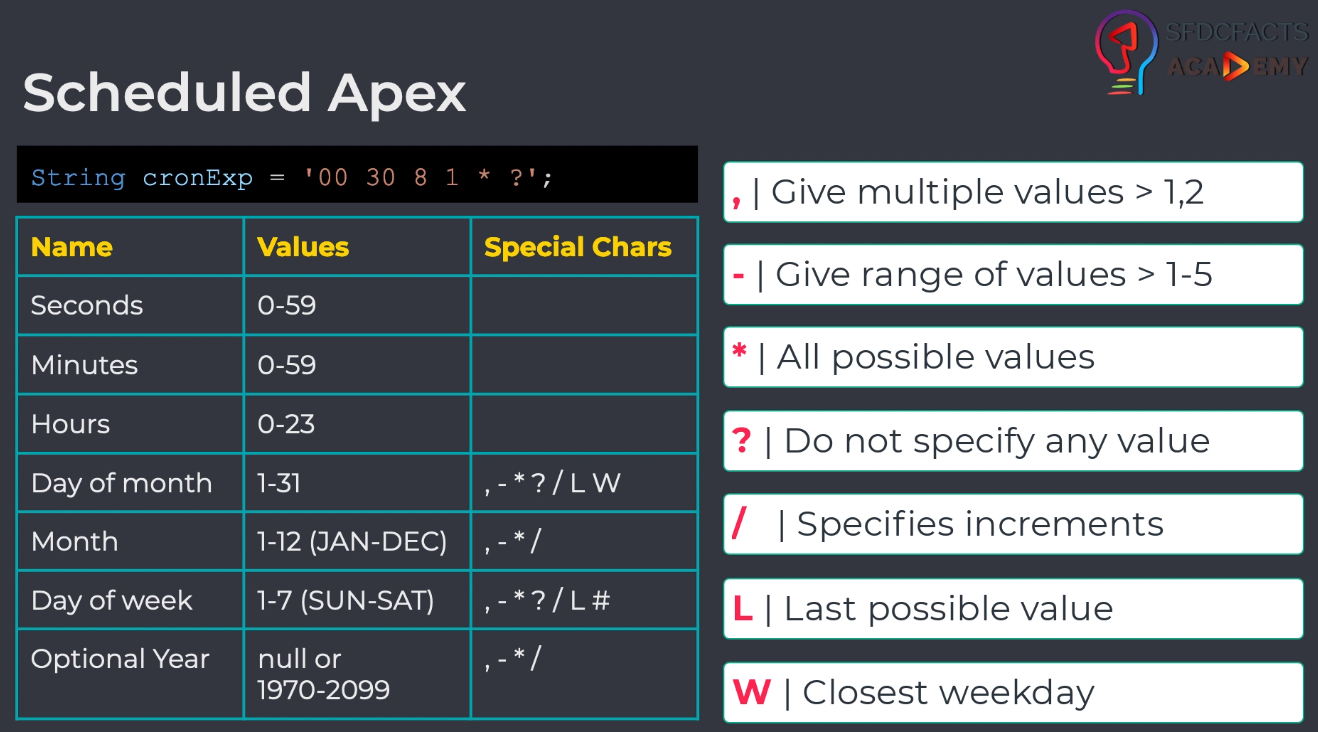 SFDCFACTS
ACADEMY
Scheduled Apex
String cronExp = '00 30 8 1 * ?';
Name Values Special Chars
Seconds 0-59
Minutes 0-59
Hours 0-23
Day of month 1-31 , - * ? / L W
Month 1-12 (JAN-DEC) , - * /
Day of week 1-7 (SUN-SAT) , - * ? / L #
Optional Year null or , - * /
1970-2099
, | Give multiple values > 1,2
- | Give range of values > 1-5
* | All possible values
? | Do not specify any value
/ | Specifies increments
L | Last possible value
W | Closest weekday